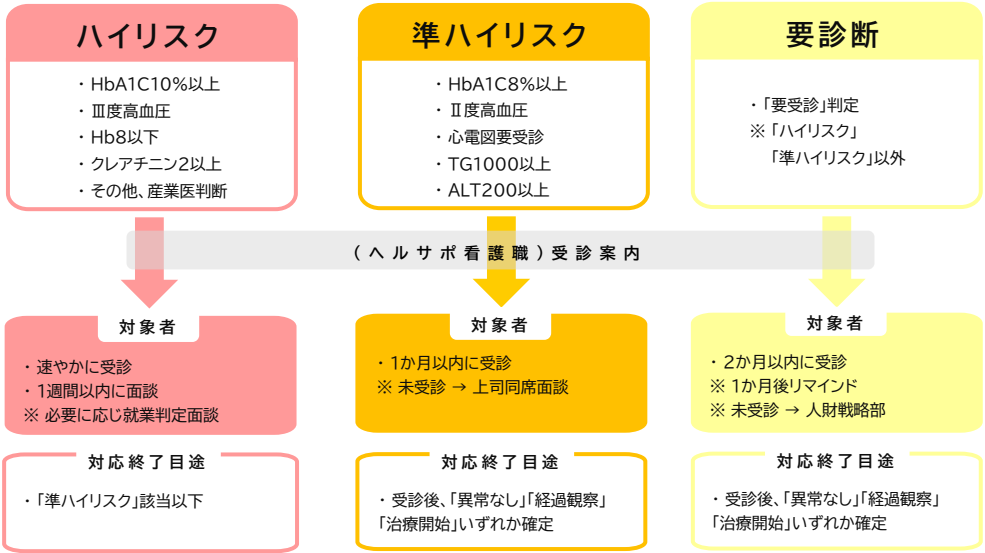 ハイリスク
・HbA1C10%以上
・Ⅲ度高血圧
・Hb8以下
・クレアチニン2以上
・その他、産業医判断
準ハイリスク
・HbA1C8%以上
・Ⅱ度高血圧
・心電図要受診
・TG1000以上
・ALT200以上
要診断
・「要受診」判定
※「ハイリスク」
「準ハイリスク」以外
(ヘルサポ看護職)受診案内
対象者
・速やかに受診
・1週間以内に面談
※ 必要に応じ就業判定面談
対象者
・1か月以内に受診
※ 未受診 → 上司同席面談
対象者
・2か月以内に受診
※ 1か月後リマインド
※ 未受診 → 人財戦略部
対応終了目途
・「準ハイリスク」該当以下
対応終了目途
・受診後、「異常なし」「経過観察」
「治療開始」いずれか確定
対応終了目途
・受診後、「異常なし」「経過観察」
「治療開始」いずれか確定